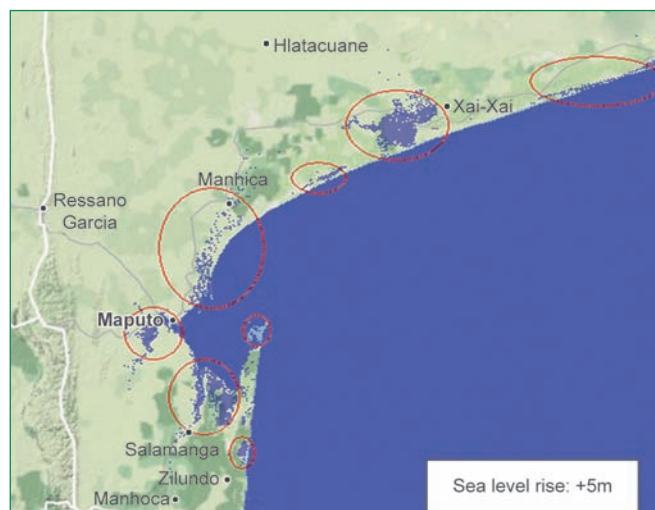 Hlatacuane
Xai-Xai
Manhica
Ressano
Garcia
Maputo
Salamanga
Zilundo
Manhoca
Sea level rise: +5m